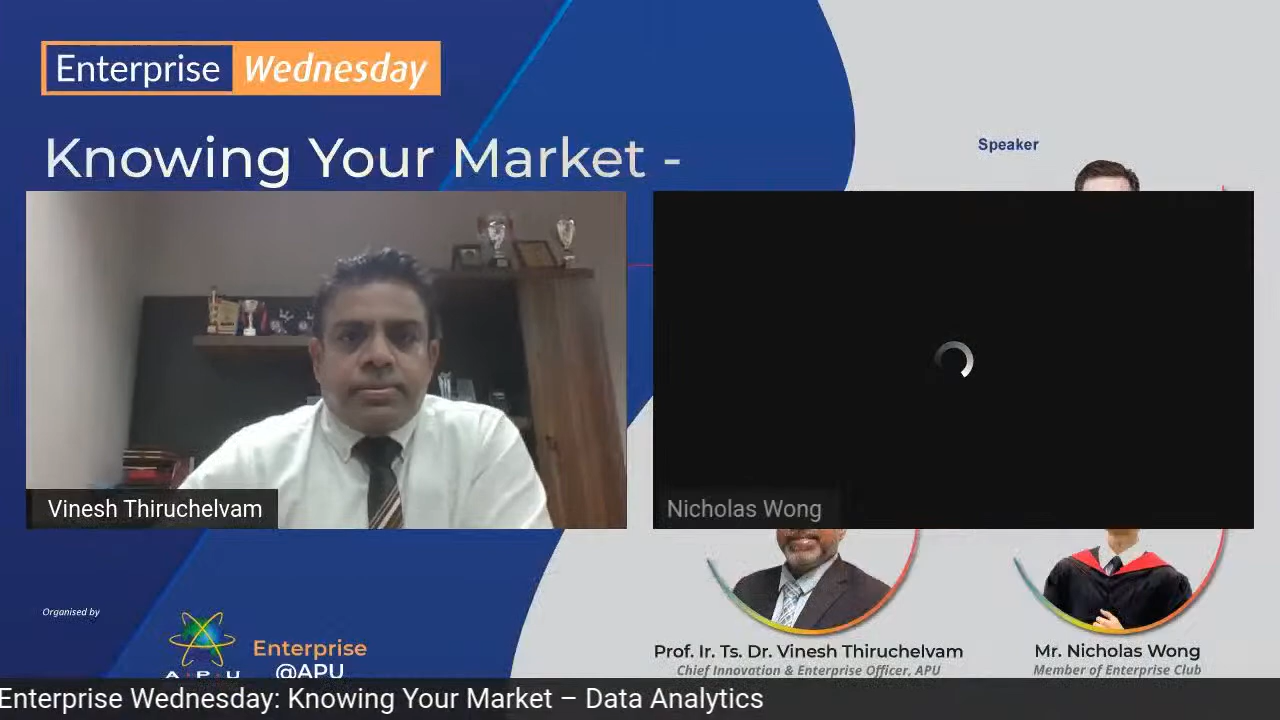 Enterprise Wednesday
Knowing Your Market -
Speaker
Vinesh Thiruchelvam
Nicholas Wong
Organised by
Enterprise
@APU
A P U
Prof. Ir. Ts. Dr. Vinesh Thiruchelvam
Chief Innovation & Enterprise Officer, APU
Mr. Nicholas Wong
Member of Enterprise Club
Enterprise Wednesday: Knowing Your Market – Data Analytics